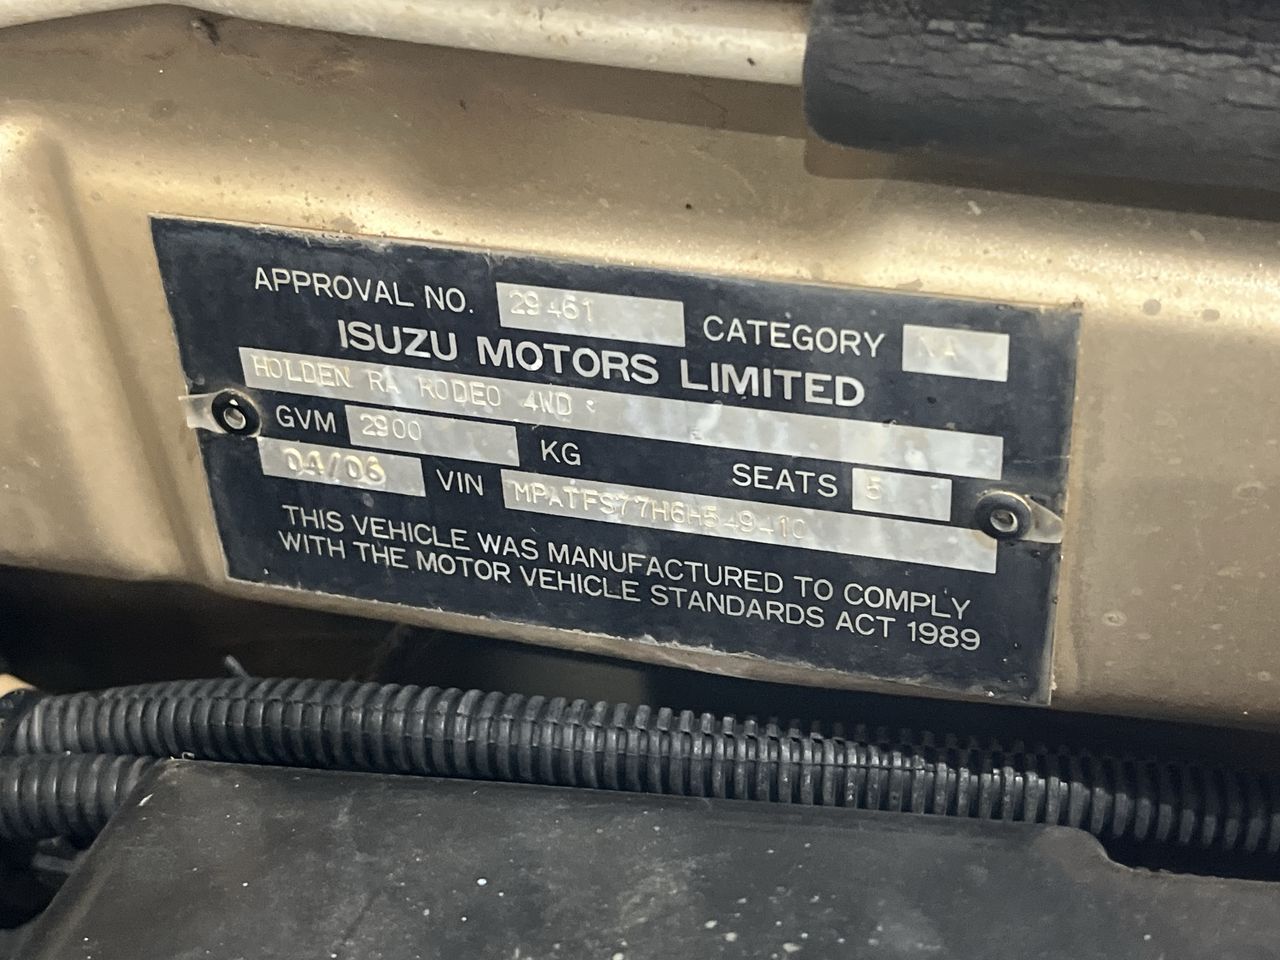 APPROVAL NO. 29461 CATEGORY NA
ISUZU MOTORS LIMITED
HOLDEN RA RODEO 4WD
GVM 2900 KG SEATS 5
04/06 VIN MPATFS77H6H549410
THIS VEHICLE WAS MANUFACTURED TO COMPLY
WITH THE MOTOR VEHICLE STANDARDS ACT 1989